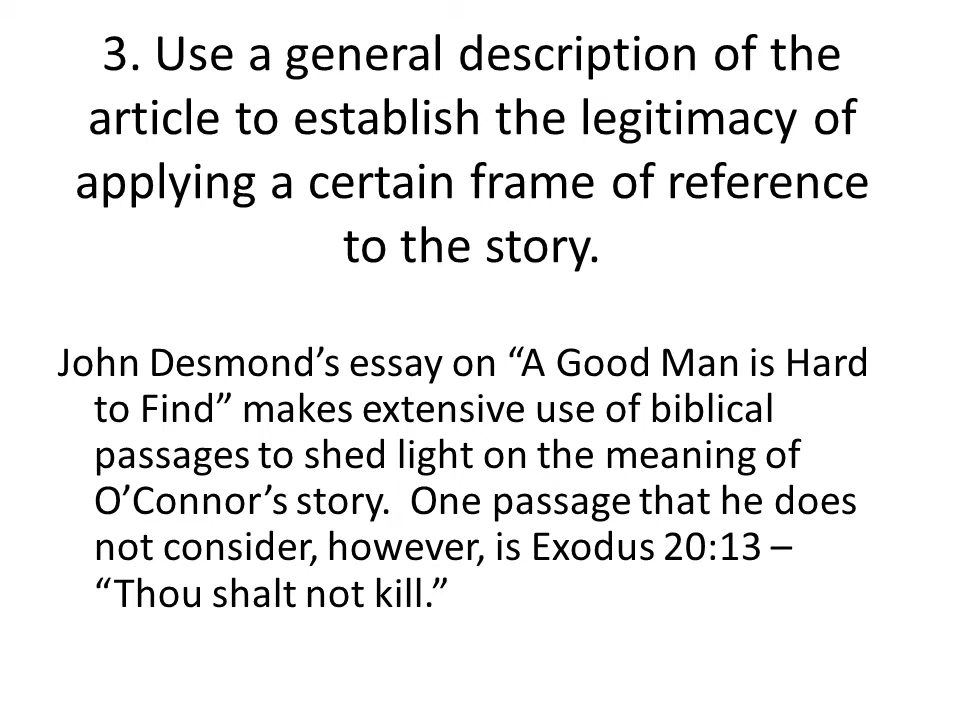 3. Use a general description of the
article to establish the legitimacy of
applying a certain frame of reference
to the story.
John Desmond’s essay on “A Good Man is Hard
to Find” makes extensive use of biblical
passages to shed light on the meaning of
O’Connor’s story.  One passage that he does
not consider, however, is Exodus 20:13 –
“Thou shalt not kill.”